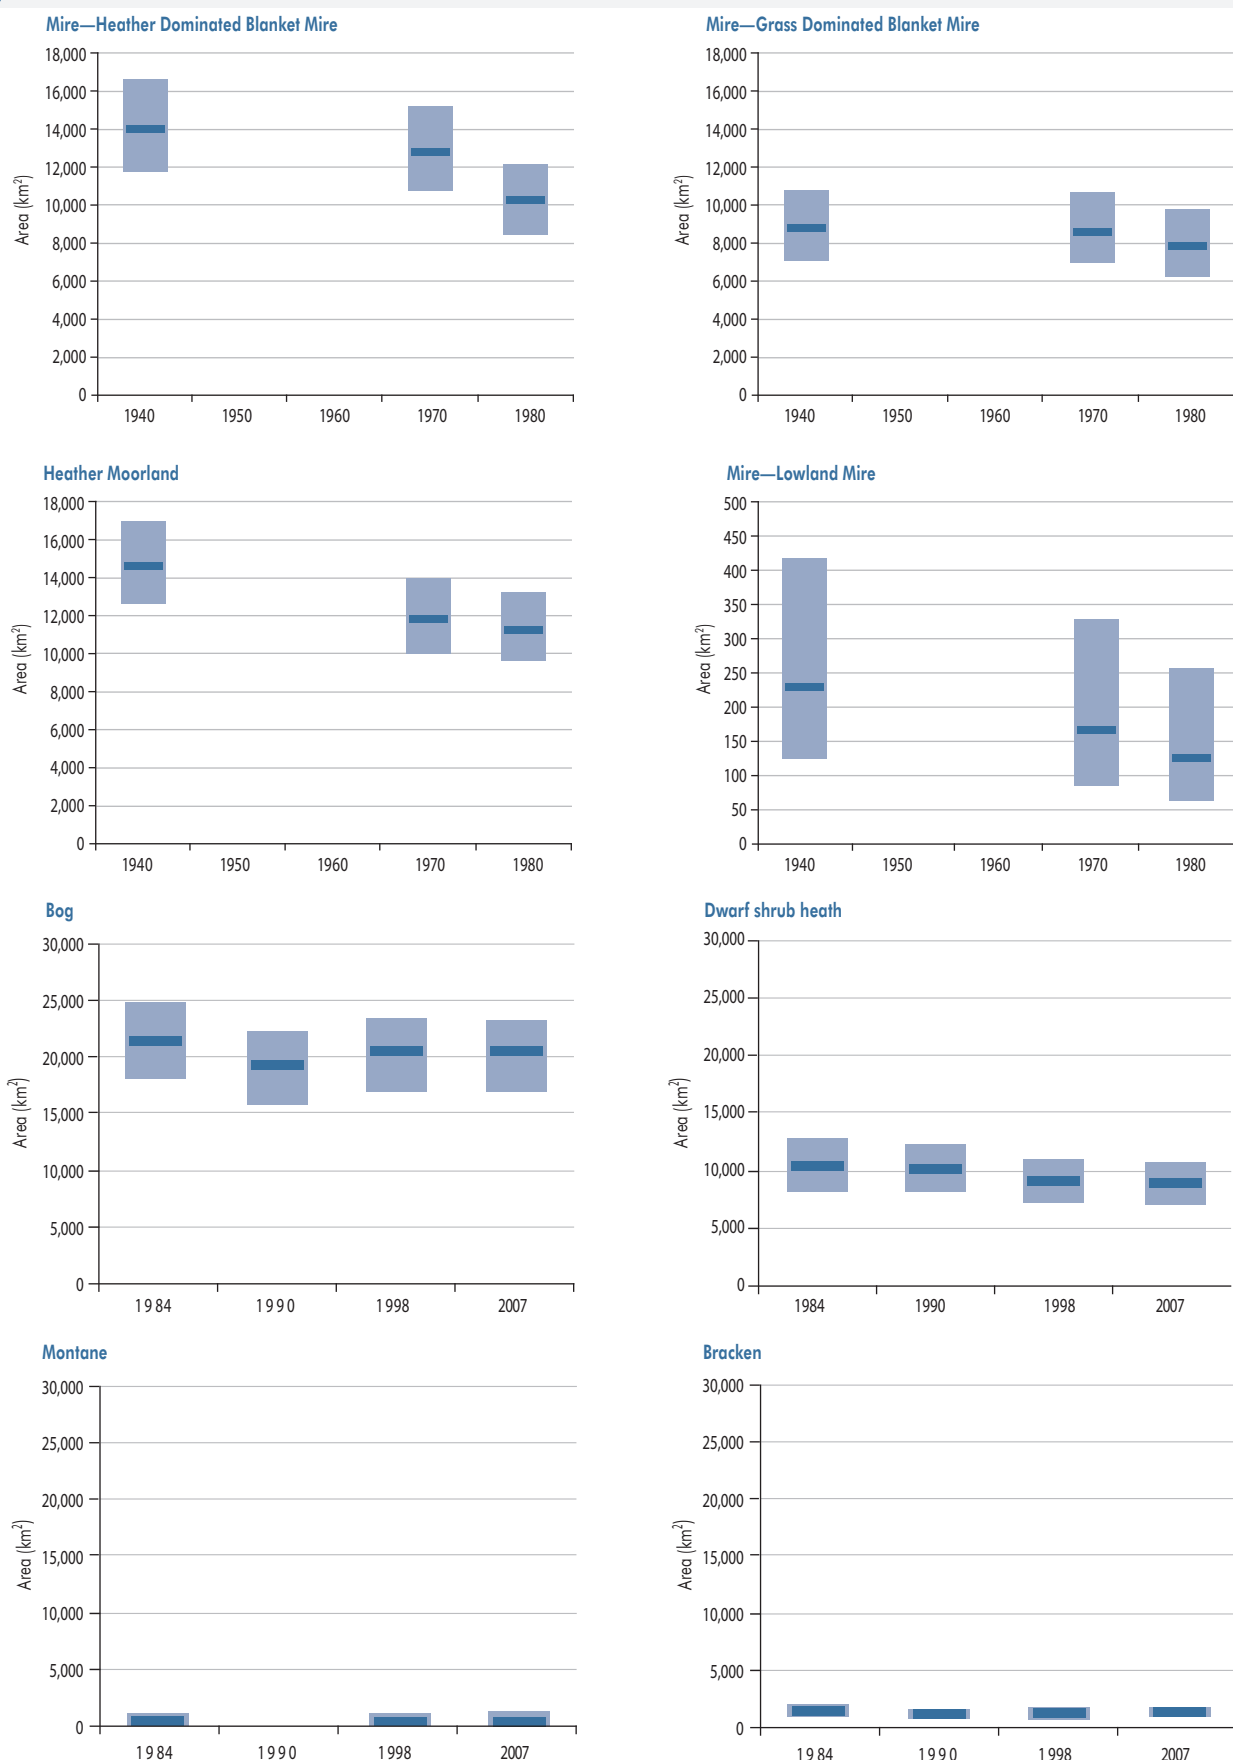 Mire—Heather Dominated Blanket Mire
18,000
16,000
14,000
12,000
10,000
8,000
6,000
4,000
2,000
0
Area (km²)
1940 1950 1960 1970 1980
Mire—Grass Dominated Blanket Mire
18,000
16,000
14,000
12,000
10,000
8,000
6,000
4,000
2,000
0
Area (km²)
1940 1950 1960 1970 1980
Heather Moorland
18,000
16,000
14,000
12,000
10,000
8,000
6,000
4,000
2,000
0
Area (km²)
1940 1950 1960 1970 1980
Mire—Lowland Mire
500
450
400
350
300
250
200
150
100
50
0
Area (km²)
1940 1950 1960 1970 1980
Bog
30,000
25,000
20,000
15,000
10,000
5,000
0
Area (km²)
1984 1990 1998 2007
Dwarf shrub heath
30,000
25,000
20,000
15,000
10,000
5,000
0
Area (km²)
1984 1990 1998 2007
Montane
30,000
25,000
20,000
15,000
10,000
5,000
0
Area (km²)
1984 1990 1998 2007
Bracken
30,000
25,000
20,000
15,000
10,000
5,000
0
Area (km²)
1984 1990 1998 2007